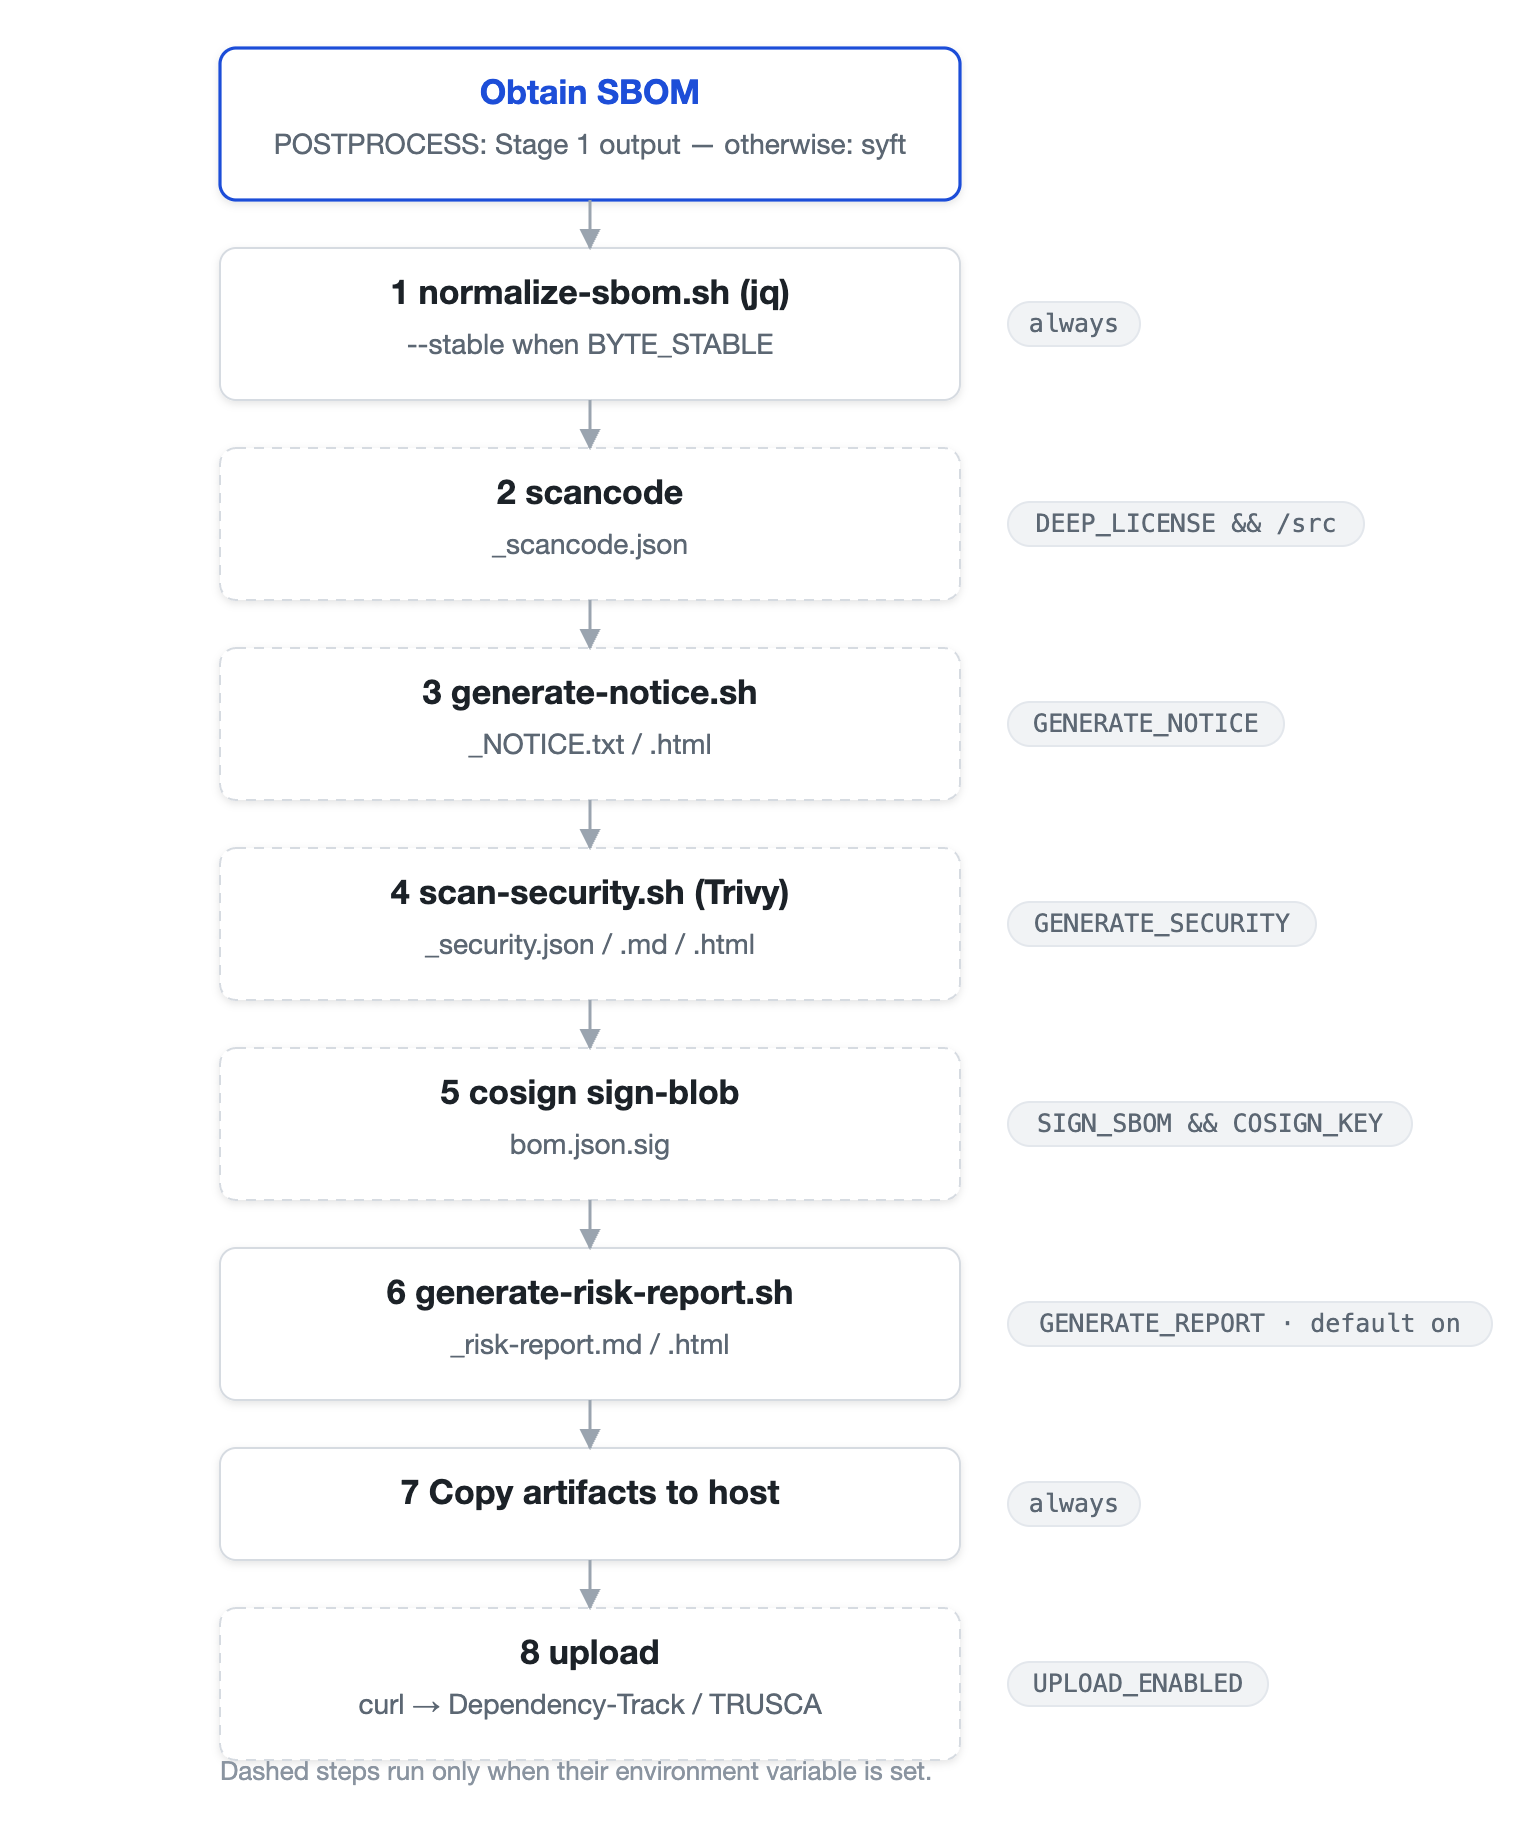 Obtain SBOM
POSTPROCESS: Stage 1 output — otherwise: syft
1 normalize-sbom.sh (jq)
--stable when BYTE_STABLE
always
2 scancode
_scancode.json
DEEP_LICENSE && /src
3 generate-notice.sh
_NOTICE.txt / .html
GENERATE_NOTICE
4 scan-security.sh (Trivy)
_security.json / .md / .html
GENERATE_SECURITY
5 cosign sign-blob
bom.json.sig
SIGN_SBOM && COSIGN_KEY
6 generate-risk-report.sh
_risk-report.md / .html
GENERATE_REPORT · default on
7 Copy artifacts to host
always
8 upload
curl → Dependency-Track / TRUSCA
UPLOAD_ENABLED
Dashed steps run only when their environment variable is set.